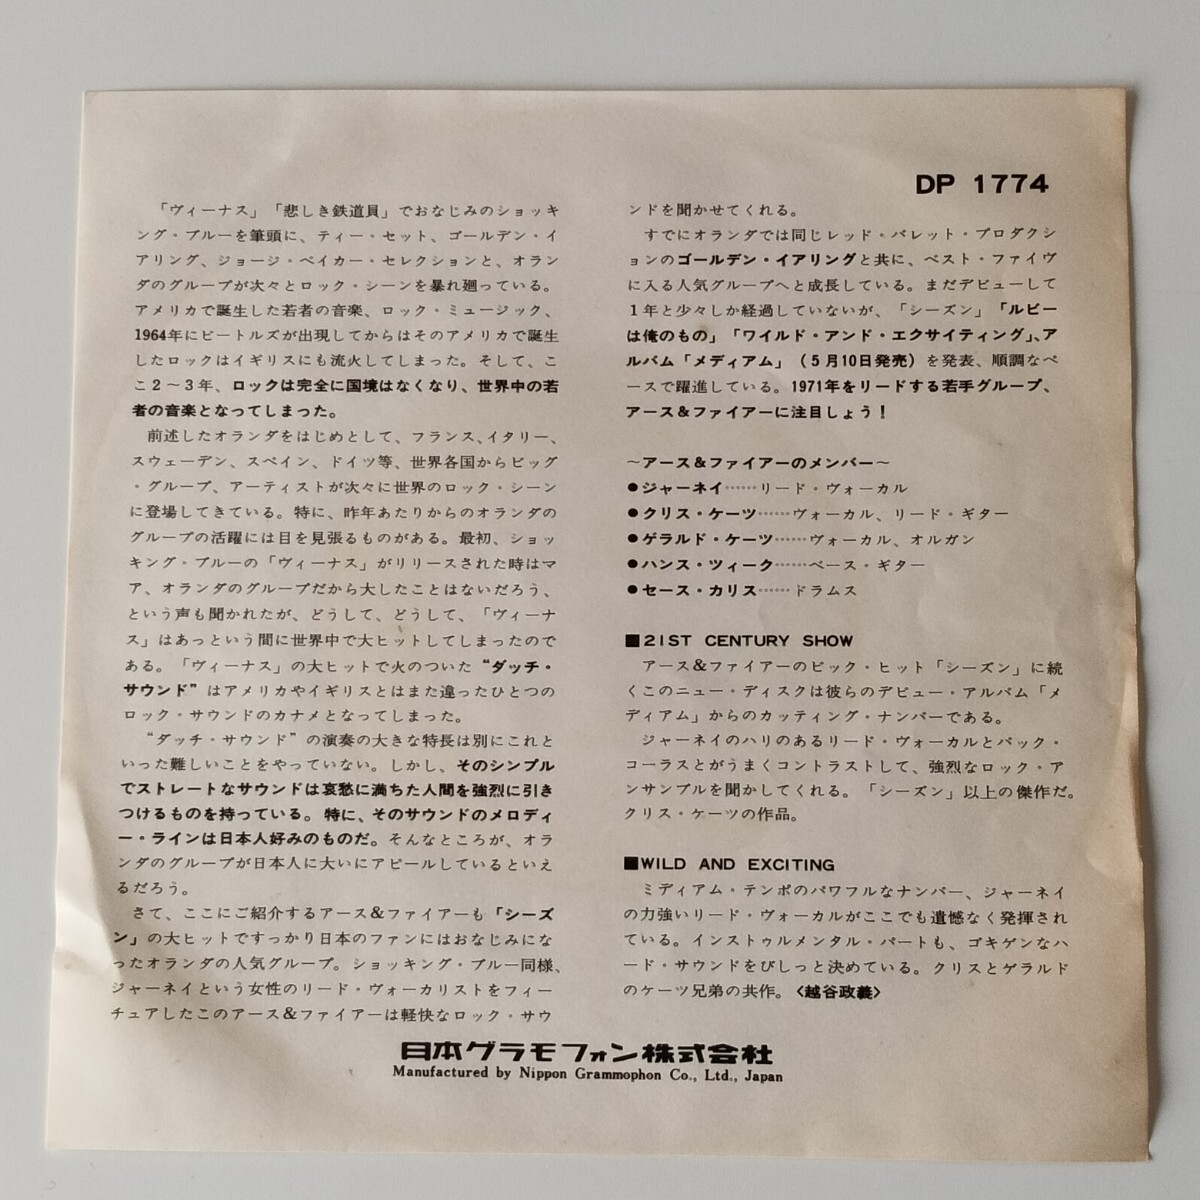 DP 1774
「ヴィーナス」「悲しき鉄道員」でおなじみのショッキ
ング・ブルーを筆頭に、ティー・セット、ゴールデン・イ
アリング、ジョージ・ベイカー・セレクションと、オラン
ダのグループが次々とロック・シーンを暴れ廻っている。
アメリカで誕生した若者の音楽、ロック・ミュージック、
1964年にビートルズが出現してからはそのアメリカで誕生
したロックはイギリスにも流火してしまった。そして、こ
こ2～3年、ロックは完全に国境はなくなり、世界中の若
者の音楽となってしまった。
前述したオランダをはじめとして、フランス、イタリー、
スウェーデン、スペイン、ドイツ等、世界各国からビッグ
・グループ、アーティストが次々に世界のロック・シーン
に登場してきている。特に、昨年あたりからのオランダの
グループの活躍には目を見張るものがある。最初、ショッ
キング・ブルーの「ヴィーナス」がリリースされた時はマ
ア、オランダのグループだから大したことはないだろう、
という声も聞かれたが、どうして、どうして、「ヴィーナ
ス」はあっという間に世界中で大ヒットしてしまったので
ある。「ヴィーナス」の大ヒットで火のついた“ダッチ・
サウンド”はアメリカやイギリスとはまた違ったひとつの
ロック・サウンドのカナメとなってしまった。
“ダッチ・サウンド”の演奏の大きな特長は別にこれと
いった難しいことをやっていない。しかし、そのシンプル
でストレートなサウンドは哀愁に満ちた人間を強烈に引き
つけるものを持っている。特に、そのサウンドのメロディ
ー・ラインは日本人好みのものだ。そんなところが、オラ
ンダのグループが日本人に大いにアピールしているといえ
るだろう。
さて、ここにご紹介するアース&ファイアーも「シーズ
ン」の大ヒットですっかり日本のファンにはおなじみにな
ったオランダの人気グループ。ショッキング・ブルー同様、
ジャーネイという女性のリード・ヴォーカリストをフィー
チュアしたこのアース&ファイアーは軽快なロック・サウ
ンドを聞かせてくれる。
すでにオランダでは同じレッド・バレット・プロダクシ
ョンのゴールデン・イアリングと共に、ベスト・ファイヴ
に入る人気グループへと成長している。まだデビューして
1年と少々しか経過していないが、「シーズン」「ルビー
は俺のもの」「ワイルド・アンド・エクサイティング」、ア
ルバム「メディアム」（5月10日発売）を発表、順調なペ
ースで躍進している。1971年をリードする若手グループ、
アース&ファイアーに注目しょう！
～アース&ファイアーのメンバー～
●ジャーネイ……リード・ヴォーカル
●クリス・ケーツ……ヴォーカル、リード・ギター
●ゲラルド・ケーツ……ヴォーカル、オルガン
●ハンス・ツィーク……ベース・ギター
●セース・カリス……ドラムス
■21ST CENTURY SHOW
アース&ファイアーのビック・ヒット「シーズン」に続
くこのニュー・ディスクは彼らのデビュー・アルバム「メ
ディアム」からのカッティング・ナンバーである。
ジャーネイのハリのあるリード・ヴォーカルとバック・
コーラスとがうまくコントラストして、強烈なロック・ア
ンサンブルを聞かしてくれる。「シーズン」以上の傑作だ。
クリス・ケーツの作品。
■WILD AND EXCITING
ミディアム・テンポのパワフルなナンバー、ジャーネイ
の力強いリード・ヴォーカルがここでも遺憾なく発揮され
ている。インストゥルメンタル・パートも、ゴキゲンなハ
ード・サウンドをびしっと決めている。クリスとゲラルド
のケーツ兄弟の共作。〈越谷政義〉
日本グラモフォン株式会社
Manufactured by Nippon Grammophon Co., Ltd., Japan